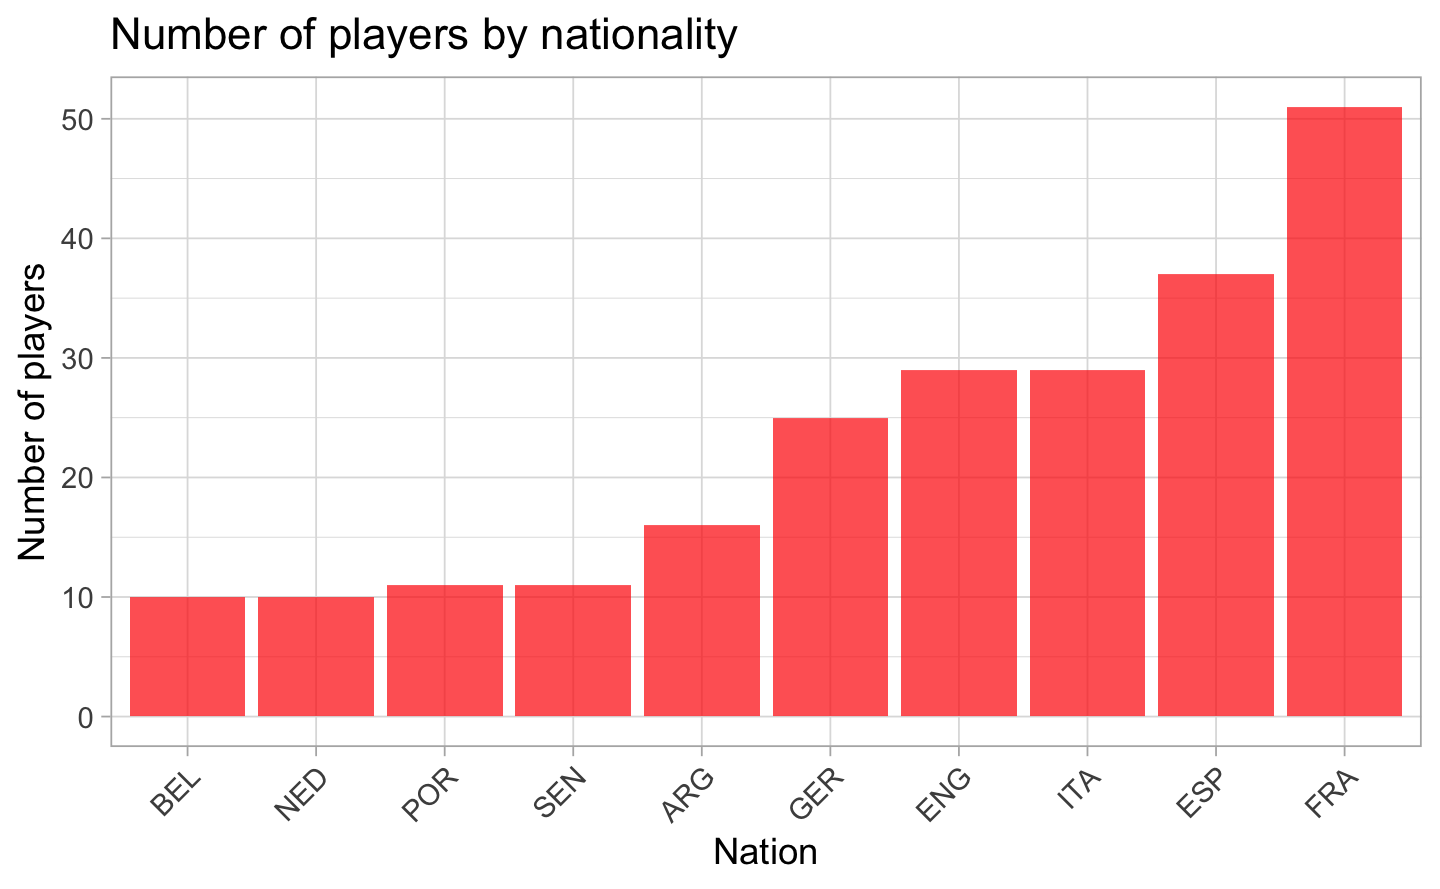 Number of players by nationality
Number of players
50
40
30
20
10
0
BEL
NED
POR
SEN
ARG
GER
ENG
ITA
ESP
FRA
Nation